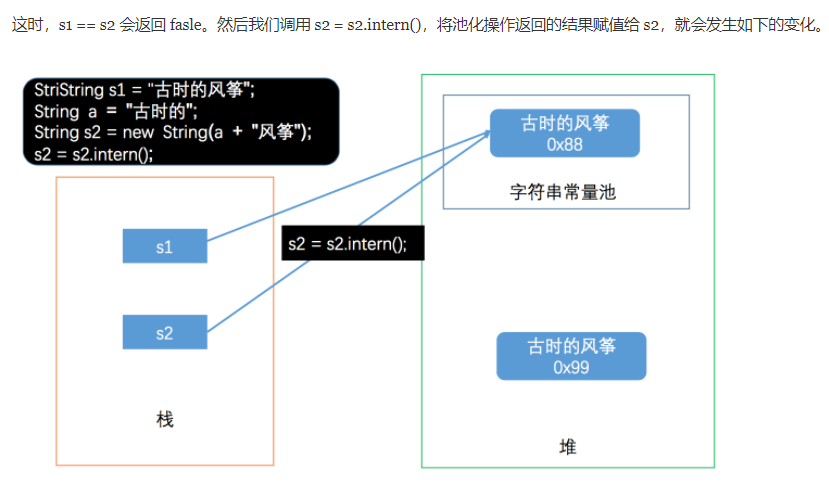 这时，s1 == s2 会返回 fasle。然后我们调用 s2 = s2.intern()，将池化操作返回的结果赋值给 s2，就会发生如下的变化。
StriString s1 = "古时的风筝";
String a = "古时的";
String s2 = new String(a + "风筝");
s2 = s2.intern();
古时的风筝
0x88
字符串常量池
s1
s2 = s2.intern();
s2
古时的风筝
0x99
栈
堆